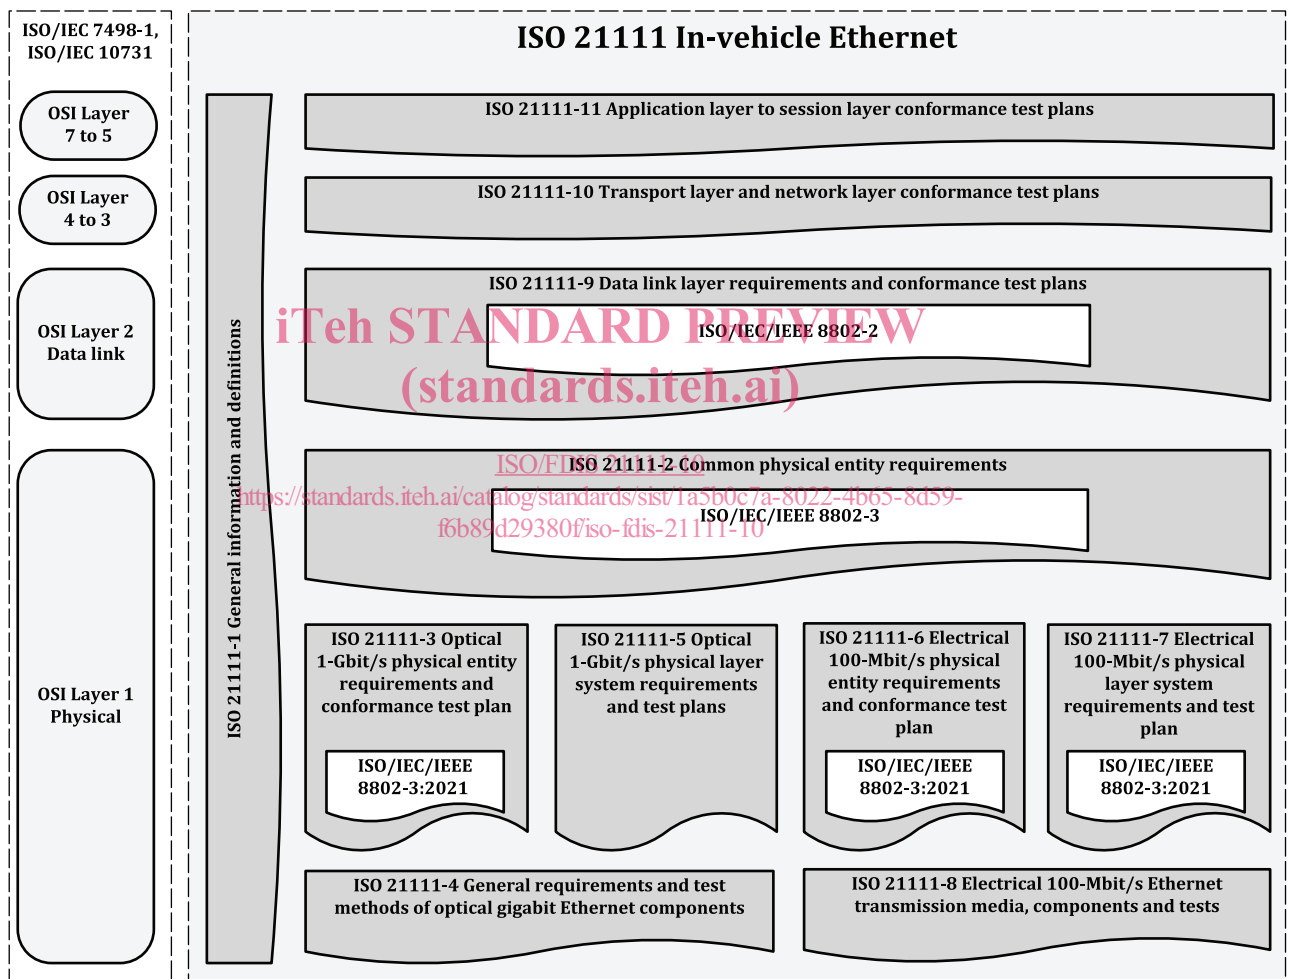 ISO/IEC 7498-1,
ISO/IEC 10731
ISO 21111 In-vehicle Ethernet
OSI Layer
7 to 5
OSI Layer
4 to 3
OSI Layer 2
Data link
OSI Layer 1
Physical
ISO 21111-1 General information and definitions
ISO 21111-11 Application layer to session layer conformance test plans
ISO 21111-10 Transport layer and network layer conformance test plans
ISO 21111-9 Data link layer requirements and conformance test plans
ISO/IEC/IEEE 8802-2
iTeh STANDARD PREVIEW
(standards.iteh.ai)
ISO 21111-2 Common physical entity requirements
ISO/FDIS 21111-10
https://standards.iteh.ai/catalog/standards/sist/1a5b0c7a-8022-4b65-8d59-
f6b89d29380f/iso-fdis-21111-10
ISO/IEC/IEEE 8802-3
ISO 21111-3 Optical
1-Gbit/s physical entity
requirements and
conformance test plan
ISO/IEC/IEEE
8802-3:2021
ISO 21111-5 Optical
1-Gbit/s physical layer
system requirements
and test plans
ISO 21111-6 Electrical
100-Mbit/s physical
entity requirements
and conformance test
plan
ISO/IEC/IEEE
8802-3:2021
ISO 21111-7 Electrical
100-Mbit/s physical
layer system
requirements and test
plan
ISO/IEC/IEEE
8802-3:2021
ISO 21111-4 General requirements and test
methods of optical gigabit Ethernet components
ISO 21111-8 Electrical 100-Mbit/s Ethernet
transmission media, components and tests